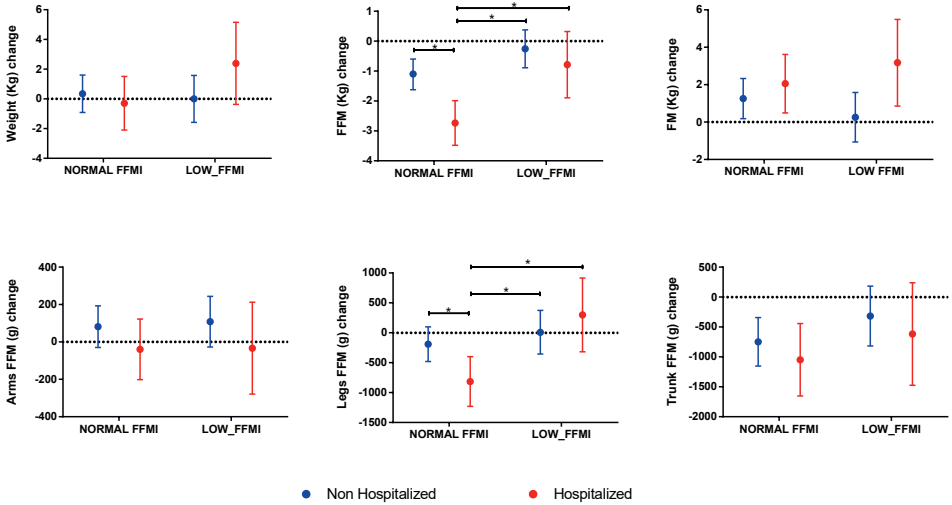 Weight (Kg) change
6
4
2
0
-2
-4
NORMAL FFMI
LOW_FFMI
FFM (Kg) change
1
0
-1
-2
-3
-4
*
*
*
NORMAL FFMI
LOW_FFMI
FM (Kg) change
6
4
2
0
-2
NORMAL FFMI
LOW FFMI
Arms FFM (g) change
400
200
0
-200
-400
NORMAL FFMI
LOW_FFMI
Legs FFM (g) change
1000
500
0
-500
-1000
-1500
*
*
*
NORMAL FFMI
LOW_FFMI
Trunk FFM (g) change
500
0
-500
-1000
-1500
-2000
NORMAL FFMI
LOW_FFMI
Non Hospitalized
Hospitalized